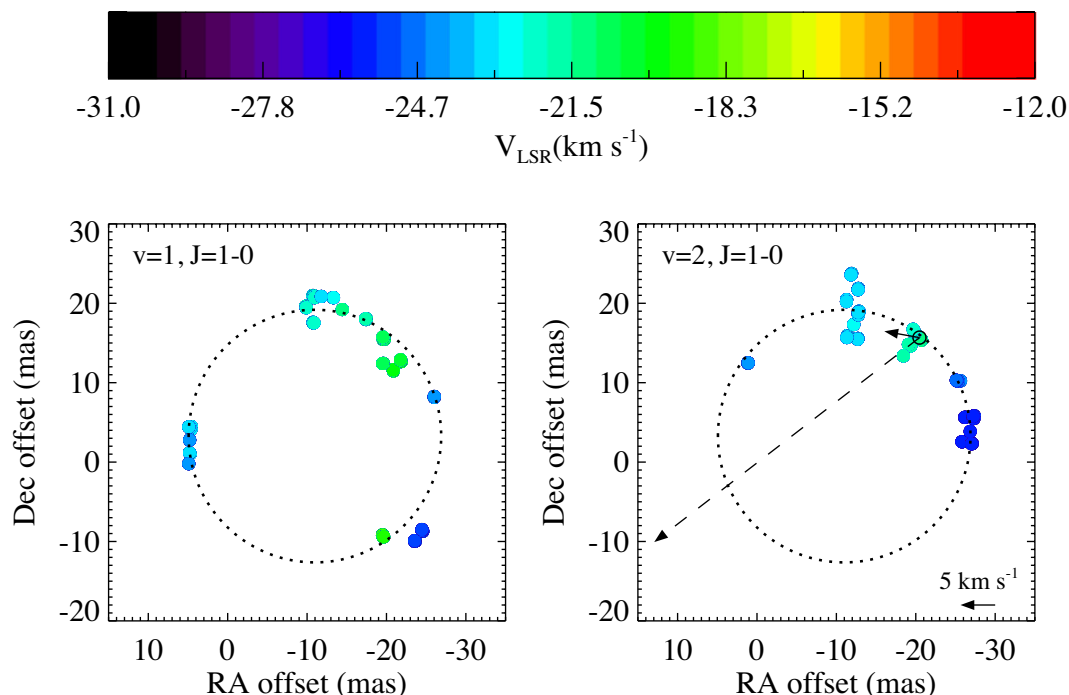 -31.0 -27.8 -24.7 -21.5 -18.3 -15.2 -12.0
V_LSR(km s⁻¹)
v=1, J=1-0
30
20
10
0
-10
-20
Dec offset (mas)
10 0 -10 -20 -30
RA offset (mas)
v=2, J=1-0
30
20
10
0
-10
-20
Dec offset (mas)
5 km s⁻¹
10 0 -10 -20 -30
RA offset (mas)